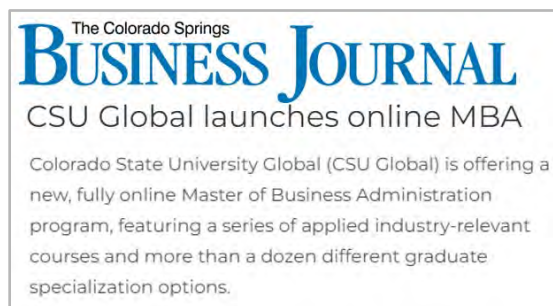 The Colorado Springs
BUSINESS JOURNAL
CSU Global launches online MBA
Colorado State University Global (CSU Global) is offering a
new, fully online Master of Business Administration
program, featuring a series of applied industry-relevant
courses and more than a dozen different graduate
specialization options.